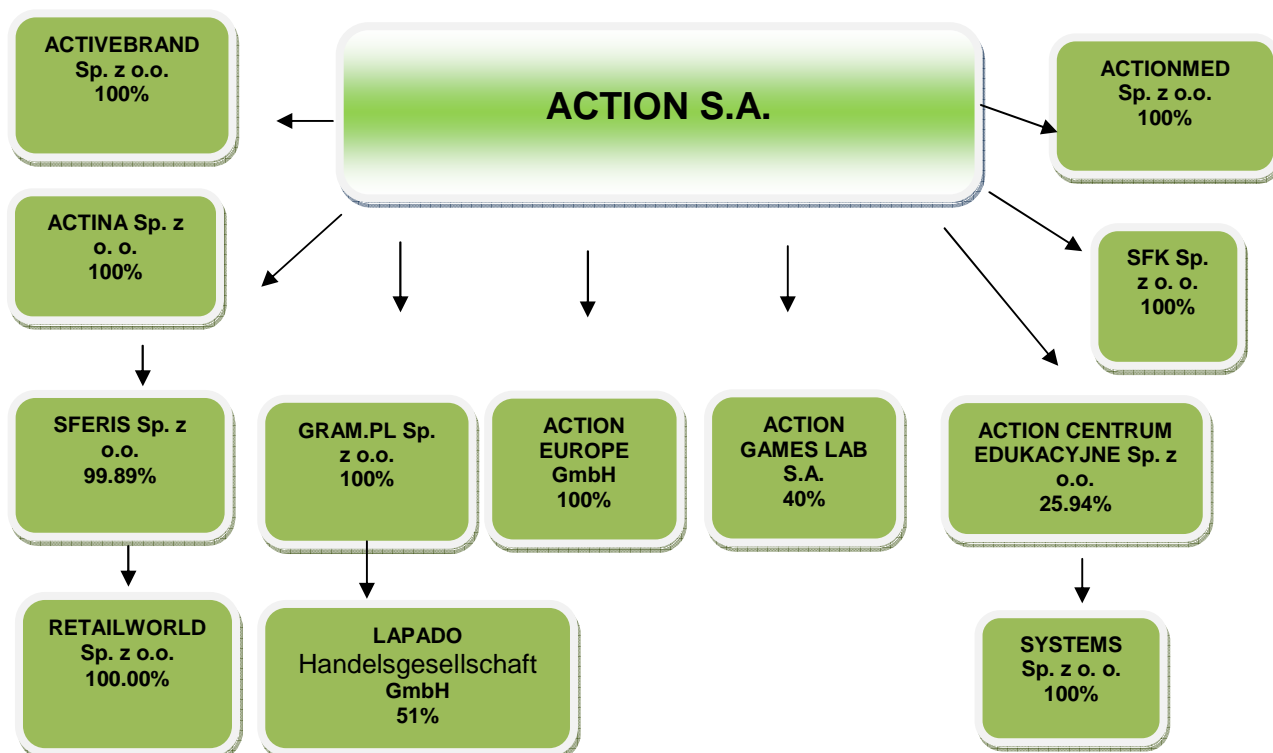 ACTION S.A.
ACTIVEBRAND
Sp. z o.o.
100%
ACTIONMED
Sp. z o.o.
100%
ACTINA Sp. z
o. o.
100%
SFK Sp.
z o. o.
100%
SFERIS Sp. z
o.o.
99.89%
GRAM.PL Sp.
z o.o.
100%
ACTION
EUROPE
GmbH
100%
ACTION
GAMES LAB
S.A.
40%
ACTION CENTRUM
EDUKACYJNE Sp. z
o.o.
25.94%
RETAILWORLD
Sp. z o.o.
100.00%
LAPADO
Handelsgesellschaft
GmbH
51%
SYSTEMS
Sp. z o. o.
100%